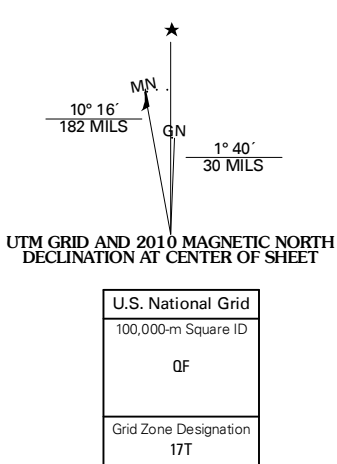 ★
MN
GN
10° 16´
182 MILS
1° 40´
30 MILS
UTM GRID AND 2010 MAGNETIC NORTH
DECLINATION AT CENTER OF SHEET
U.S. National Grid
100,000-m Square ID
QF
Grid Zone Designation
17T